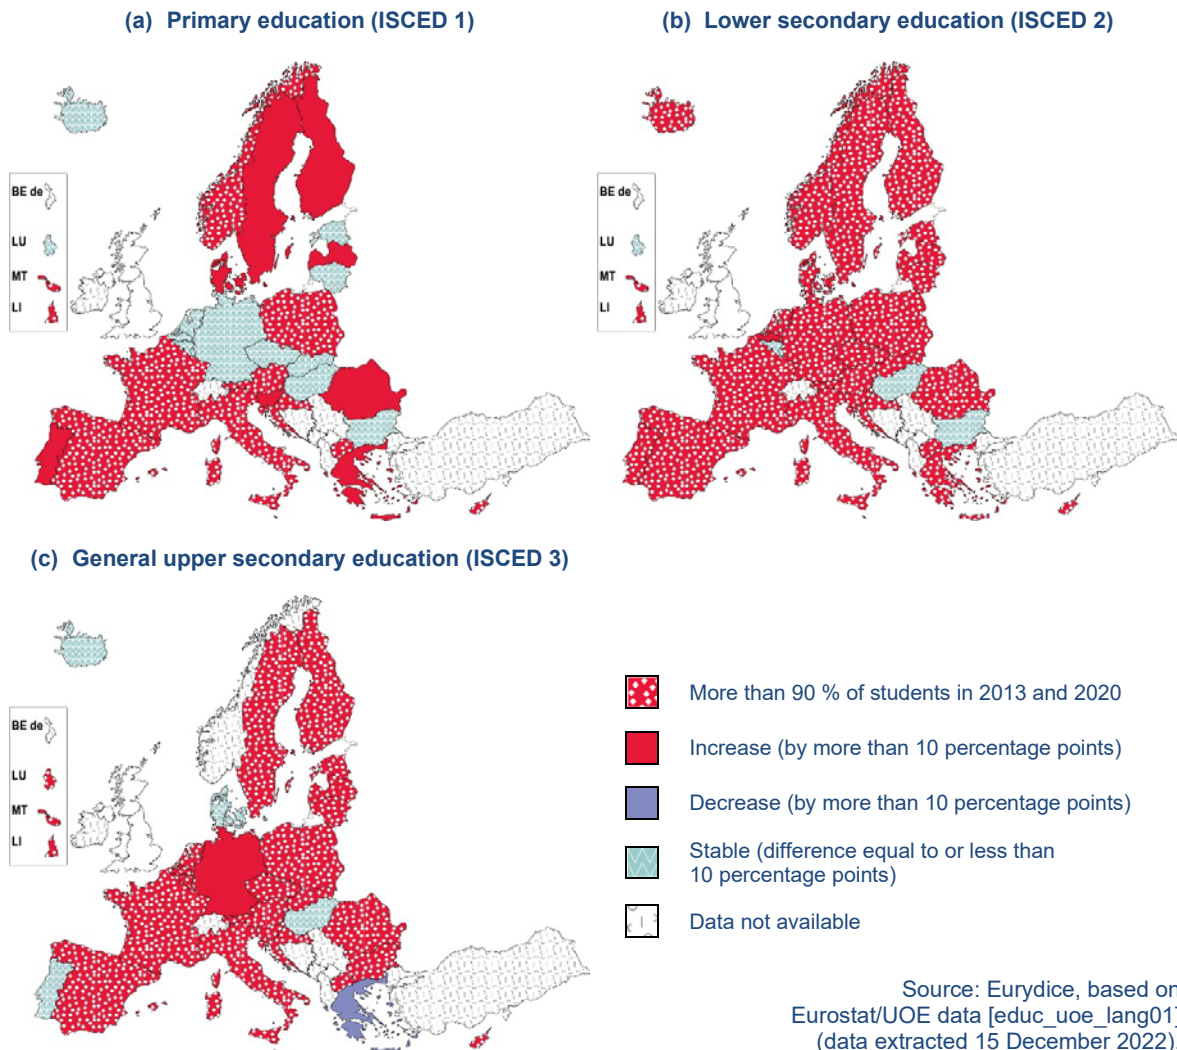 (a) Primary education (ISCED 1)
(b) Lower secondary education (ISCED 2)
BE de
LU
MT
LI
BE de
LU
MT
LI
(c) General upper secondary education (ISCED 3)
BE de
LU
MT
LI
More than 90 % of students in 2013 and 2020
Increase (by more than 10 percentage points)
Decrease (by more than 10 percentage points)
Stable (difference equal to or less than
10 percentage points)
Data not available
Source: Eurydice, based on
Eurostat/UOE data [educ_uoe_lang01]
(data extracted 15 December 2022).